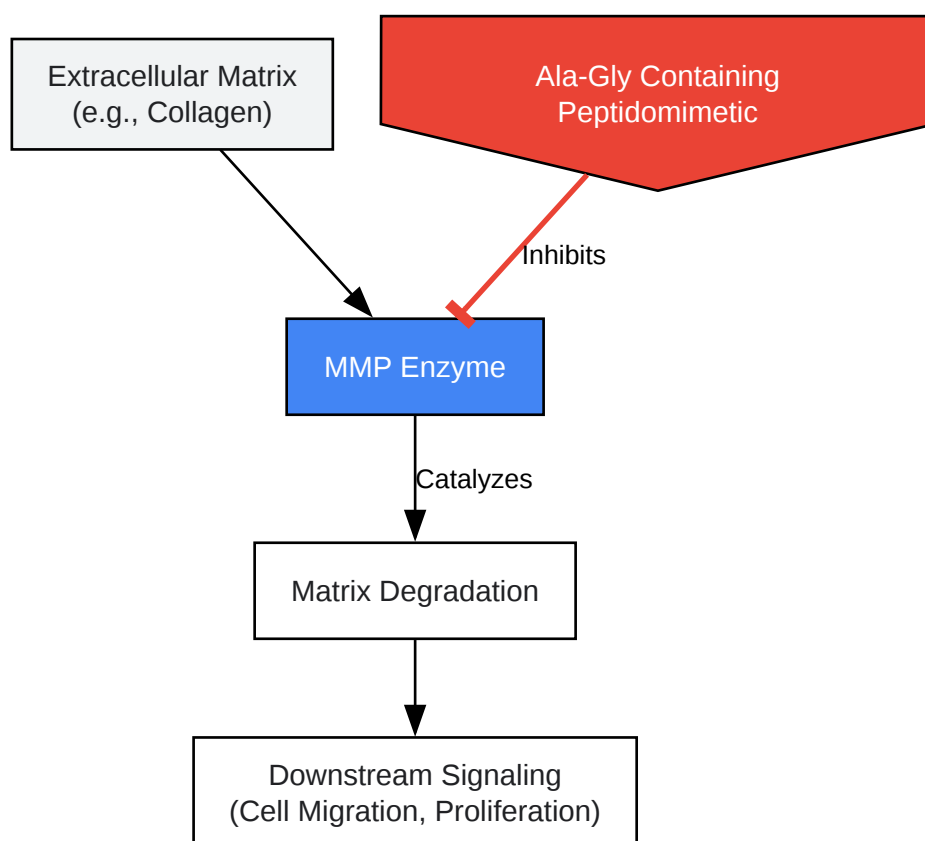 Extracellular Matrix
(e.g., Collagen)
Ala-Gly Containing
Peptidomimetic
Inhibits
MMP Enzyme
Catalyzes
Matrix Degradation
Downstream Signaling
(Cell Migration, Proliferation)